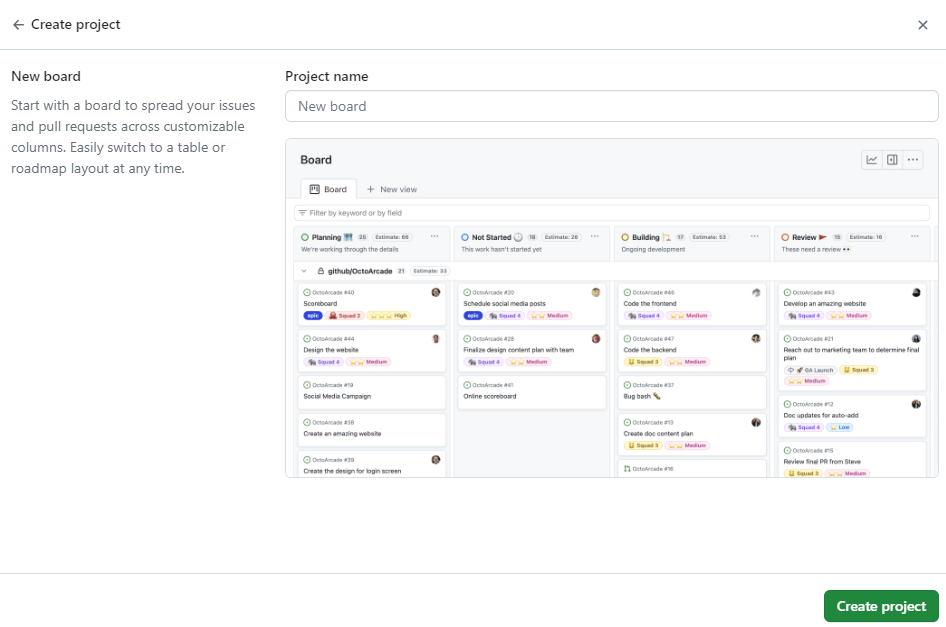 Create project
New board
Start with a board to spread your issues
and pull requests across customizable
columns. Easily switch to a table or
roadmap layout at any time.
Project name
New board
Board
Board
New view
Filter by keyword or by field
Planning 25 Estimate: 66
We're working through the details
Not Started 18 Estimate: 26
This work hasn't started yet
Building 17 Estimate: 53
Ongoing development
Review 15 Estimate: 16
These need a review
github/OctoArcade 21 Estimate: 33
OctoArcade #40
Scoreboard
epic Squad 2 High
OctoArcade #44
Design the website
Squad 4 Medium
OctoArcade #19
Social Media Campaign
OctoArcade #38
Create an amazing website
OctoArcade #39
Create the design for login screen
OctoArcade #20
Schedule social media posts
epic Squad 4 Medium
OctoArcade #28
Finalize design content plan with team
Squad 4 Medium
OctoArcade #41
Online scoreboard
OctoArcade #46
Code the frontend
Squad 4 Medium
OctoArcade #47
Code the backend
Squad 3 Medium
OctoArcade #37
Bug bash
OctoArcade #13
Create doc content plan
Squad 3 Medium
OctoArcade #16
OctoArcade #43
Develop an amazing website
Squad 4 Medium
OctoArcade #21
Reach out to marketing team to determine final
plan
GA Launch Squad 3
Medium
OctoArcade #12
Doc updates for auto-add
Squad 4 Low
OctoArcade #15
Review final PR from Steve
Squad 3 Medium
Create project